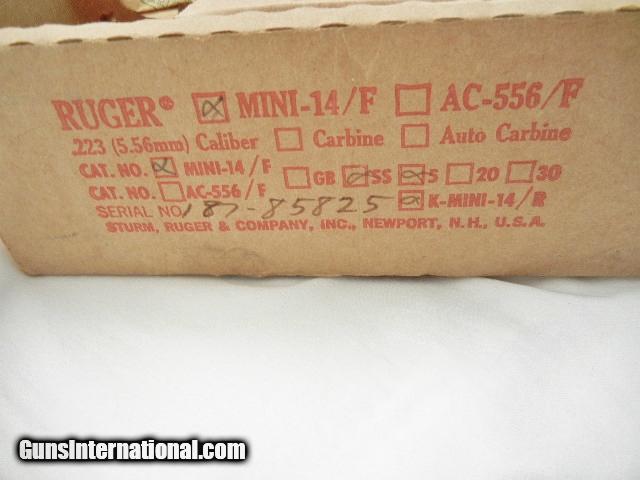 RUGER® MINI-14/F AC-556/F
.223 (5.56mm) Caliber Carbine Auto Carbine
CAT. NO. MINI-14/F GB SS S 20 30
CAT. NO. AC-556/F K-MINI-14/R
SERIAL NO. 187-85825
STURM, RUGER & COMPANY, INC., NEWPORT, N.H., U.S.A.
GunsInternational.com